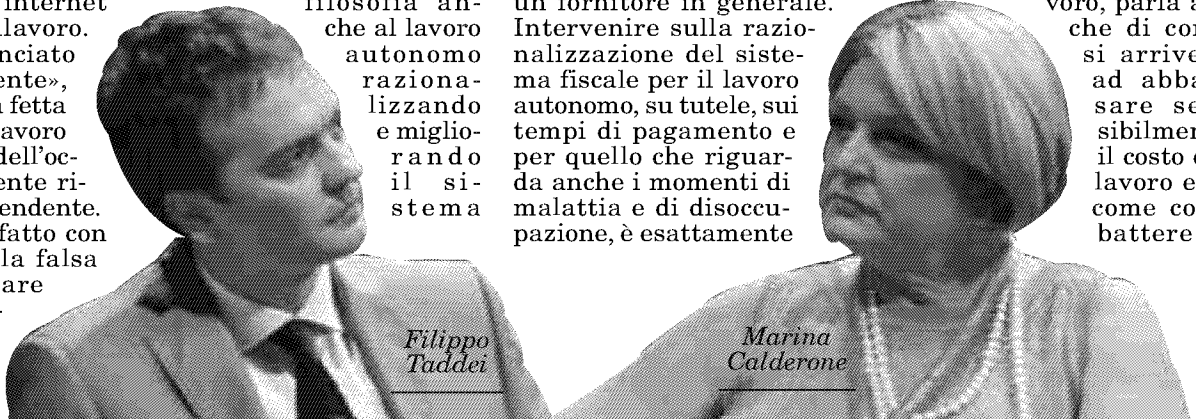 internet
lavoro.
nciato
ente»,
fetta
avoro
dell'oc-
ente ri-
endente.
fatto con
la falsa
are
filosofia an-
che al lavoro
autonomo
raziona-
lizzando
e miglio-
rando
il si-
stema
un fornitore in generale.
Intervenire sulla razio-
nalizzazione del siste-
ma fiscale per il lavoro
autonomo, su tutele, sui
tempi di pagamento e
per quello che riguar-
da anche i momenti di
malattia e di disoccu-
pazione, è esattamente
voro, parla a
che di con
si arrive
ad abba
sare se
sibilmen
il costo
lavoro e
come co
battere
Filippo
Taddei
Marina
Calderone